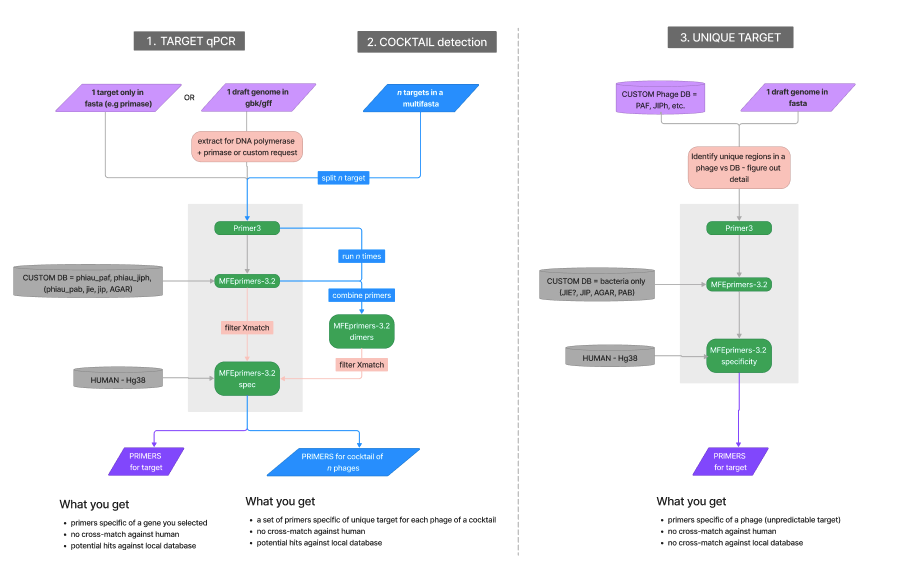 1. TARGET qPCR
2. COCKTAIL detection
3. UNIQUE TARGET
1 target only in
fasta (e.g primase)
OR
1 draft genome in
gbk/gff
n targets in a
multifasta
CUSTOM Phage DB =
PAF, JIPh, etc.
1 draft genome in
fasta
extract for DNA polymerase
+ primase or custom request
split n target
Identify unique regions in a
phage vs DB - figure out
detail
Primer3
run n times
CUSTOM DB = phiau_paf, phiau_jiph,
(phiau_pab, jie, jip, AGAR)
MFEprimers-3.2
combine primers
filter Xmatch
MFEprimers-3.2
dimers
filter Xmatch
HUMAN - Hg38
MFEprimers-3.2
spec
Primer3
CUSTOM DB = bacteria only
(JIE?, JIP, AGAR, PAB)
MFEprimers-3.2
HUMAN - Hg38
MFEprimers-3.2
specificity
PRIMERS
for target
PRIMERS for cocktail of
n phages
PRIMERS
for target
What you get
• primers specific of a gene you selected
• no cross-match against human
• potential hits against local database
What you get
• a set of primers specific of unique target for each phage of a cocktail
• no cross-match against human
• potential hits against local database
What you get
• primers specific of a phage (unpredictable target)
• no cross-match against human
• no cross-match against local database